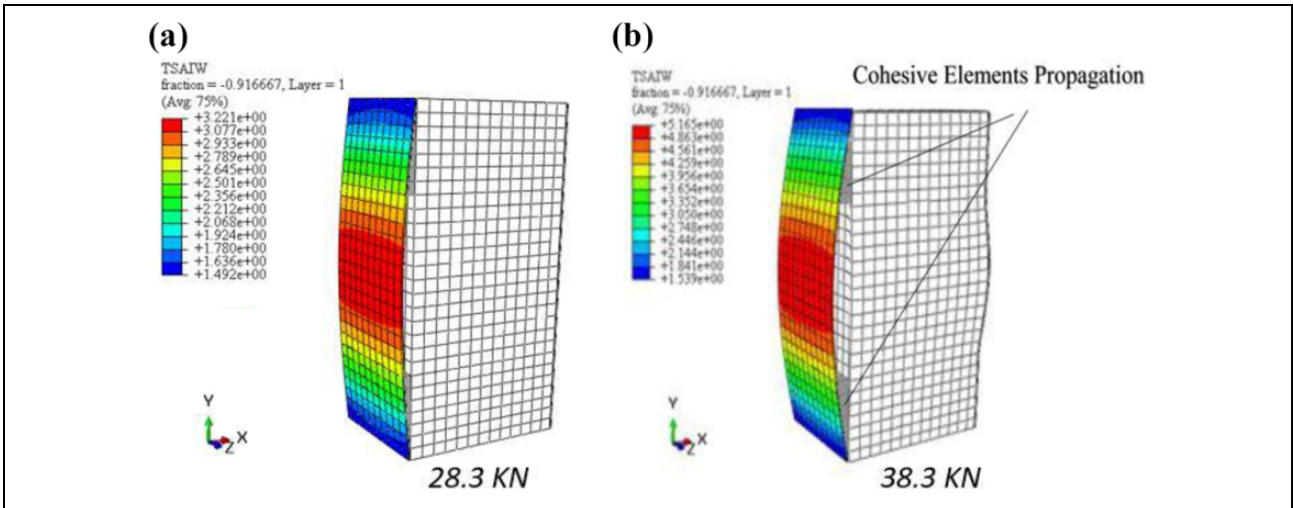 (a)
TSAIW
fraction = -0.916667, Layer = 1
(Avg: 75%)
+3.221e+00
+3.077e+00
+2.933e+00
+2.789e+00
+2.645e+00
+2.501e+00
+2.356e+00
+2.212e+00
+2.068e+00
+1.924e+00
+1.780e+00
+1.636e+00
+1.492e+00
Y
X
Z
28.3 KN
(b)
Cohesive Elements Propagation
TSAIW
fraction = -0.916667, Layer = 1
(Avg: 75%)
+5.165e+00
+4.863e+00
+4.561e+00
+4.259e+00
+3.956e+00
+3.654e+00
+3.352e+00
+3.050e+00
+2.748e+00
+2.446e+00
+2.144e+00
+1.841e+00
+1.539e+00
Y
X
Z
38.3 KN